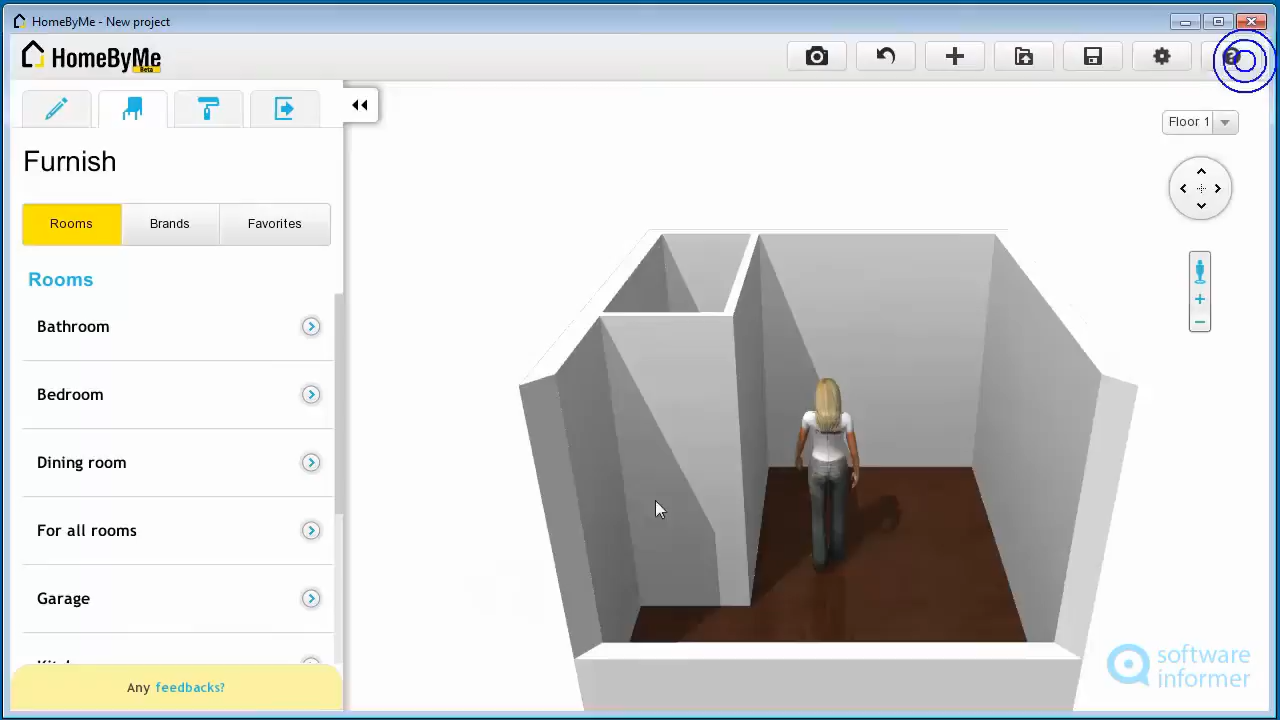 HomeByMe - New project
HomeByMe
Beta
Floor 1
Furnish
Rooms
Brands
Favorites
Rooms
Bathroom
Bedroom
Dining room
For all rooms
Garage
Any feedbacks?
software
informer